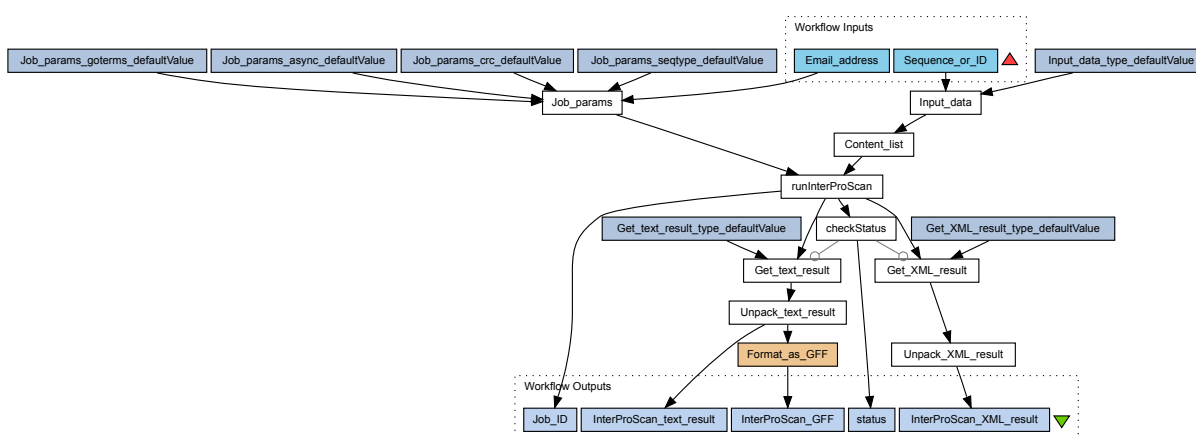 Workflow Inputs
Job_params_goterms_defaultValue
Job_params_async_defaultValue
Job_params_crc_defaultValue
Job_params_seqtype_defaultValue
Email_address
Sequence_or_ID
Input_data_type_defaultValue
Job_params
Input_data
Content_list
runInterProScan
Get_text_result_type_defaultValue
checkStatus
Get_XML_result_type_defaultValue
Get_text_result
Get_XML_result
Unpack_text_result
Format_as_GFF
Unpack_XML_result
Workflow Outputs
Job_ID
InterProScan_text_result
InterProScan_GFF
status
InterProScan_XML_result